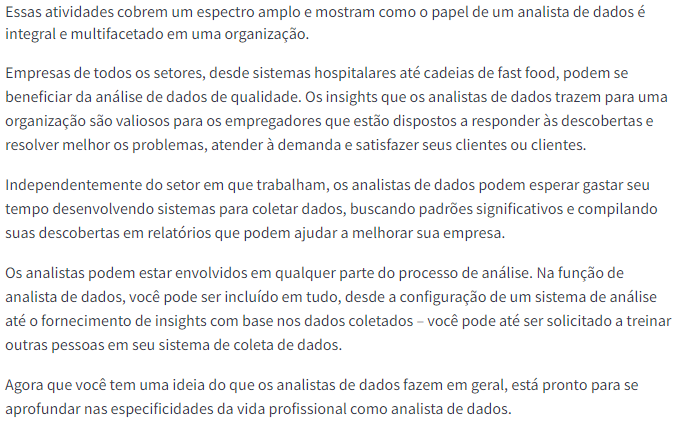 Essas atividades cobrem um espectro amplo e mostram como o papel de um analista de dados é
integral e multifacetado em uma organização.
Empresas de todos os setores, desde sistemas hospitalares até cadeias de fast food, podem se
beneficiar da análise de dados de qualidade. Os insights que os analistas de dados trazem para uma
organização são valiosos para os empregadores que estão dispostos a responder às descobertas e
resolver melhor os problemas, atender à demanda e satisfazer seus clientes ou clientes.
Independentemente do setor em que trabalham, os analistas de dados podem esperar gastar seu
tempo desenvolvendo sistemas para coletar dados, buscando padrões significativos e compilando
suas descobertas em relatórios que podem ajudar a melhorar sua empresa.
Os analistas podem estar envolvidos em qualquer parte do processo de análise. Na função de
analista de dados, você pode ser incluído em tudo, desde a configuração de um sistema de análise
até o fornecimento de insights com base nos dados coletados – você pode até ser solicitado a treinar
outras pessoas em seu sistema de coleta de dados.
Agora que você tem uma ideia do que os analistas de dados fazem em geral, está pronto para se
aprofundar nas especificidades da vida profissional como analista de dados.